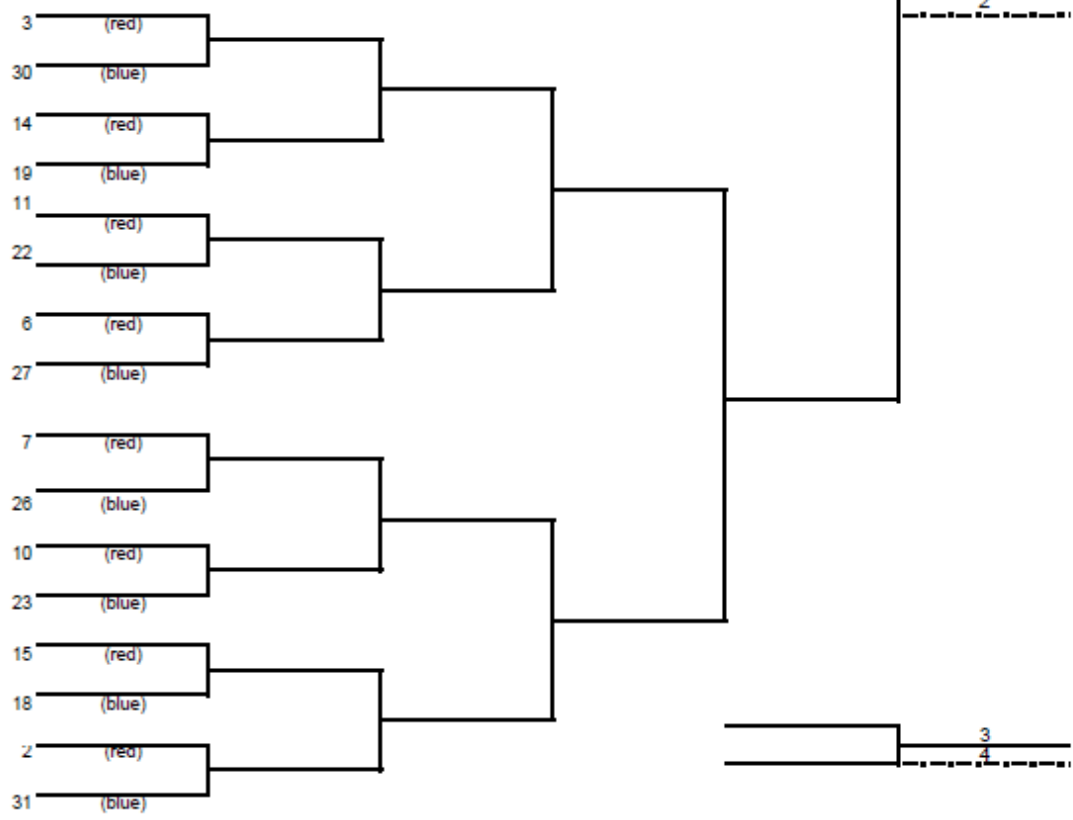 2
3 (red)
30 (blue)
14 (red)
19 (blue)
11 (red)
22 (blue)
6 (red)
27 (blue)
7 (red)
26 (blue)
10 (red)
23 (blue)
15 (red)
18 (blue)
3
4
2 (red)
31 (blue)